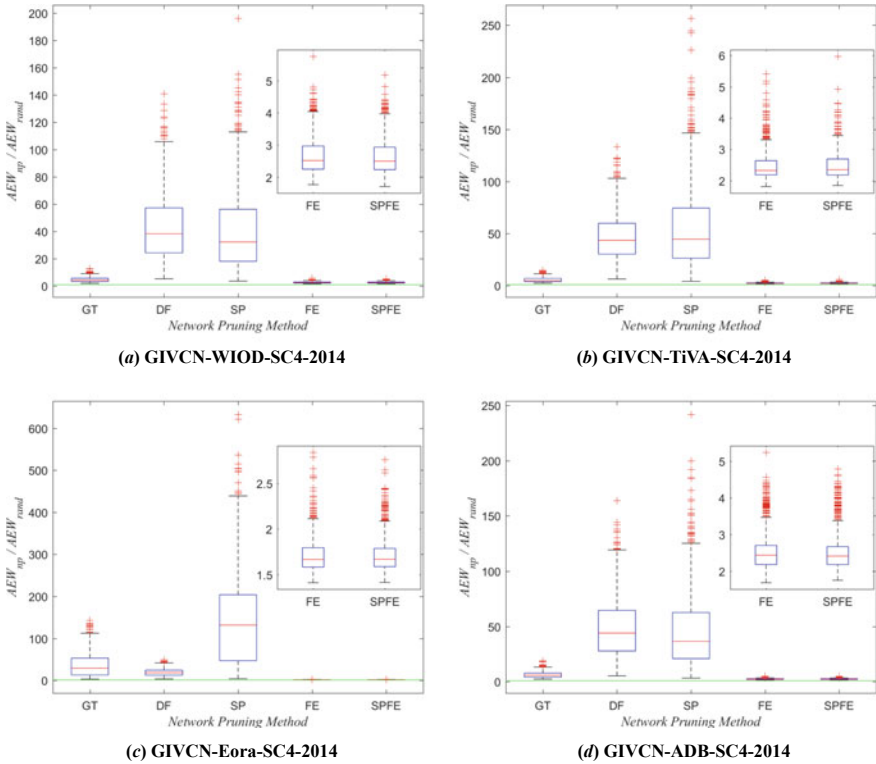 200
180
160
140
120
100
80
60
40
20
0
AEW_np / AEW_rand
5
4
3
2
FE SPFE
GT DF SP FE SPFE
Network Pruning Method
(a) GIVCN-WIOD-SC4-2014
250
200
150
100
50
0
AEW_np / AEW_rand
6
5
4
3
2
FE SPFE
GT DF SP FE SPFE
Network Pruning Method
(b) GIVCN-TiVA-SC4-2014
600
500
400
300
200
100
0
AEW_np / AEW_rand
2.5
2
1.5
FE SPFE
GT DF SP FE SPFE
Network Pruning Method
(c) GIVCN-Eora-SC4-2014
250
200
150
100
50
0
AEW_np / AEW_rand
5
4
3
2
FE SPFE
GT DF SP FE SPFE
Network Pruning Method
(d) GIVCN-ADB-SC4-2014